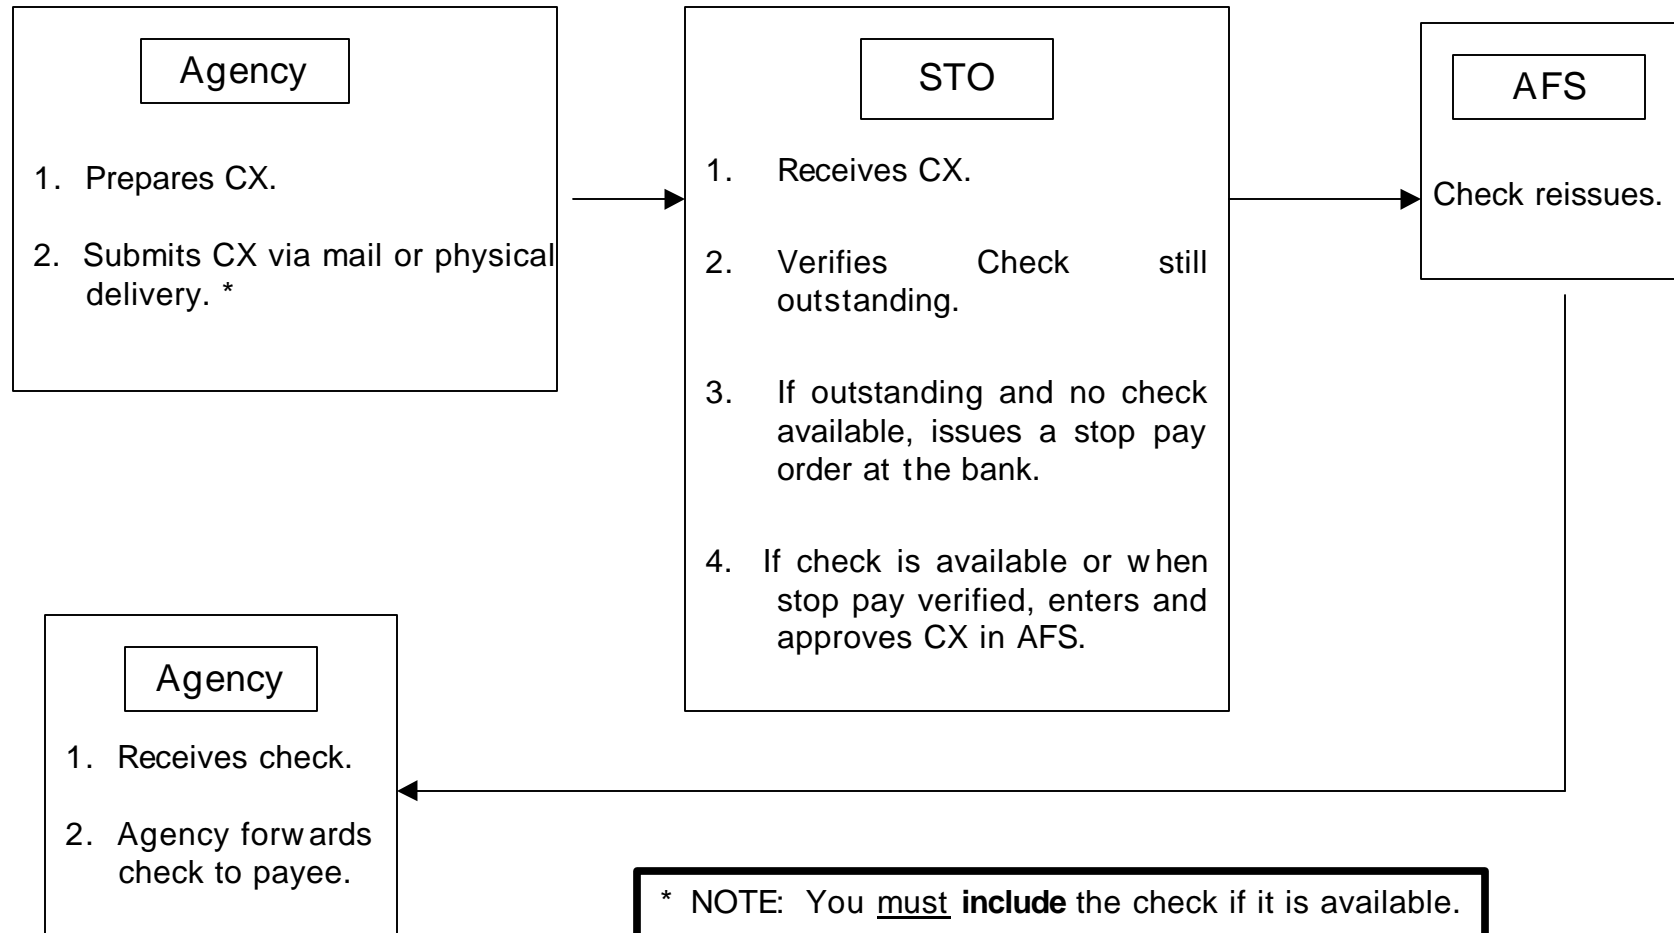 Agency
1. Prepares CX.
2. Submits CX via mail or physical
delivery. *
STO
1. Receives CX.
2. Verifies Check still
outstanding.
3. If outstanding and no check
available, issues a stop pay
order at the bank.
4. If check is available or when
stop pay verified, enters and
approves CX in AFS.
AFS
Check reissues.
Agency
1. Receives check.
2. Agency forwards
check to payee.
* NOTE: You must include the check if it is available.